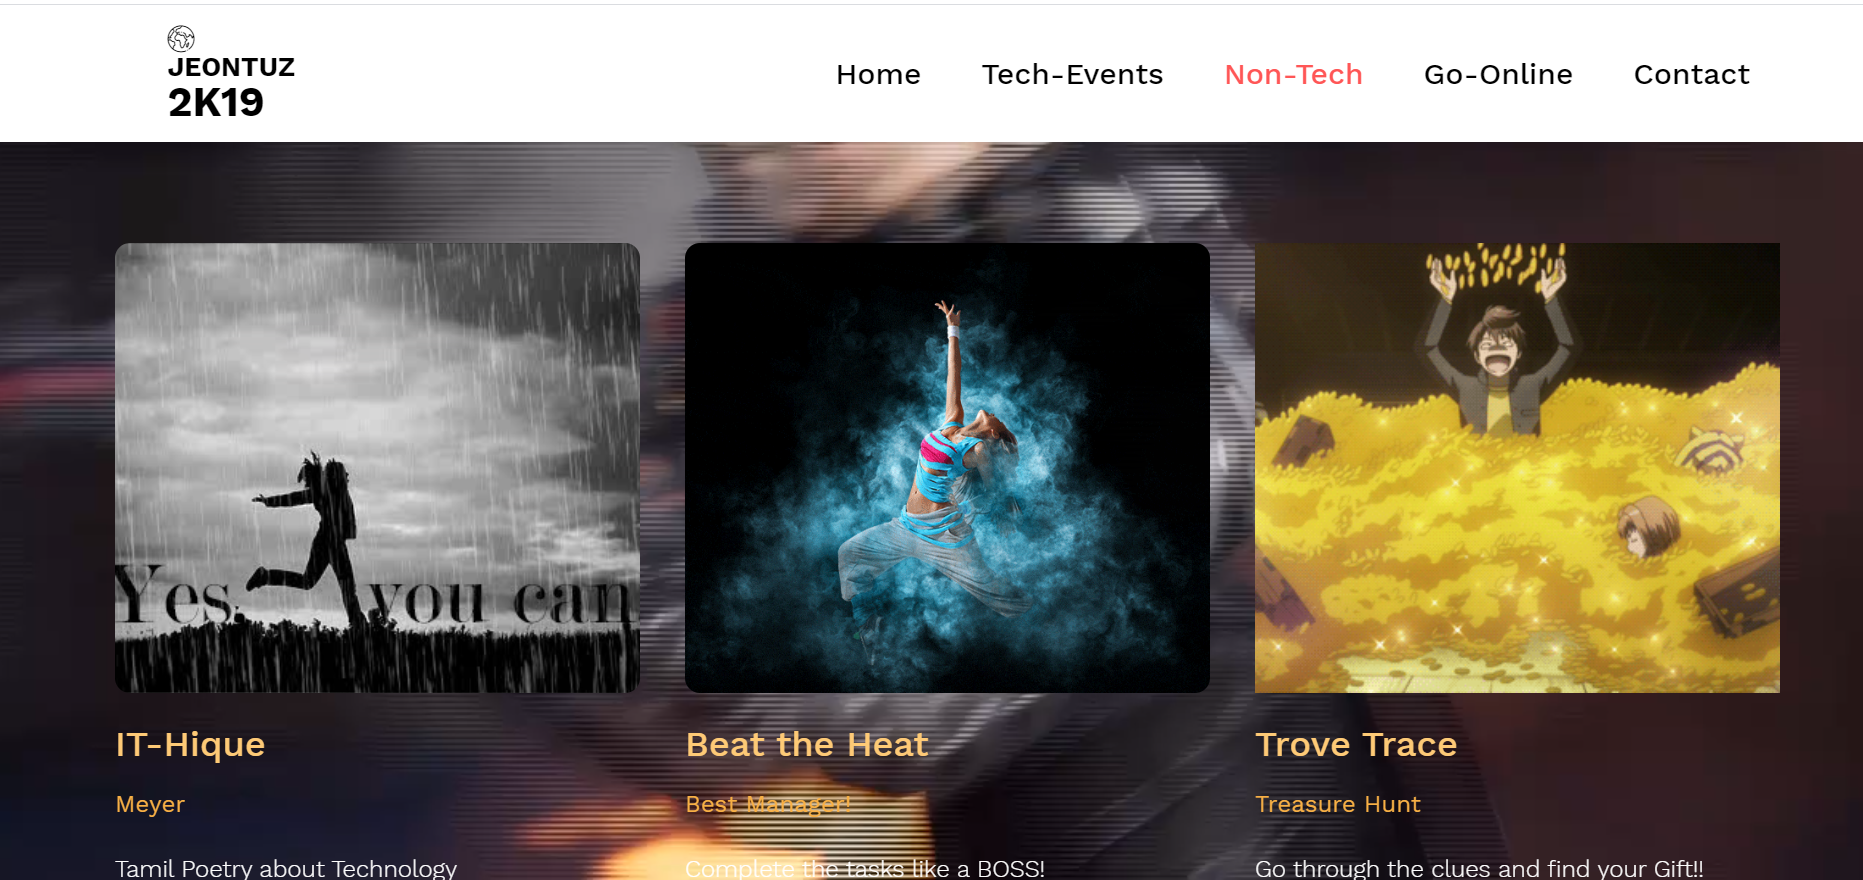 JEONTUZ
2K19
Home Tech-Events Non-Tech Go-Online Contact
Yes, you can
IT-Hique
Meyer
Tamil Poetry about Technology
Beat the Heat
Best Manager!
Complete the tasks like a BOSS!
Trove Trace
Treasure Hunt
Go through the clues and find your Gift!!